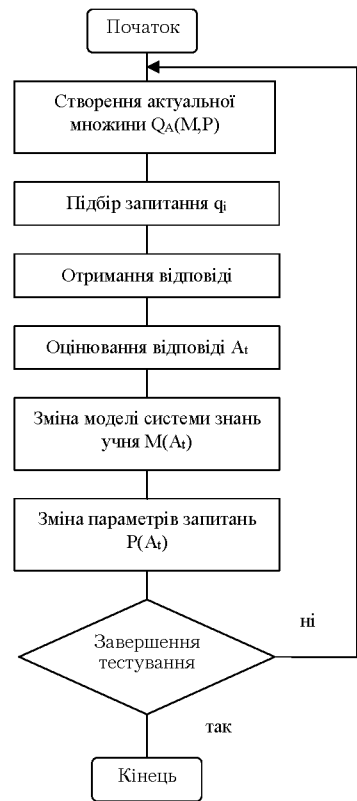 Початок
Створення актуальної
множини QA(M,P)
Підбір запитання qi
Отримання відповіді
Оцінювання відповіді At
Зміна моделі системи знань
учня M(At)
Зміна параметрів запитань
P(At)
Завершення
тестування
ні
так
Кінець